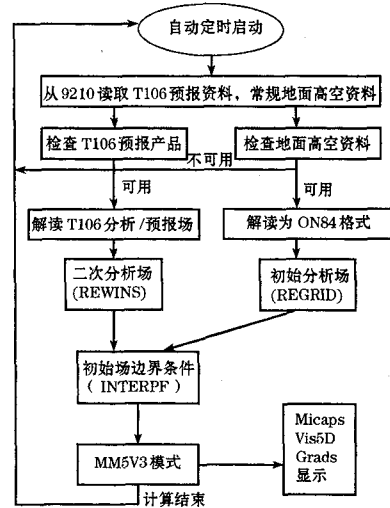 自动定时启动
从9210读取T106预报资料，常规地面高空资料
检查T106预报产品
检查地面高空资料
不可用
可用
可用
解读T106分析/预报场
解读为ON84格式
二次分析场
(REWINS)
初始分析场
(REGRID)
初始场边界条件
( INTERPF )
MM5V3模式
Micaps
Vis5D
Grads
显示
计算结束